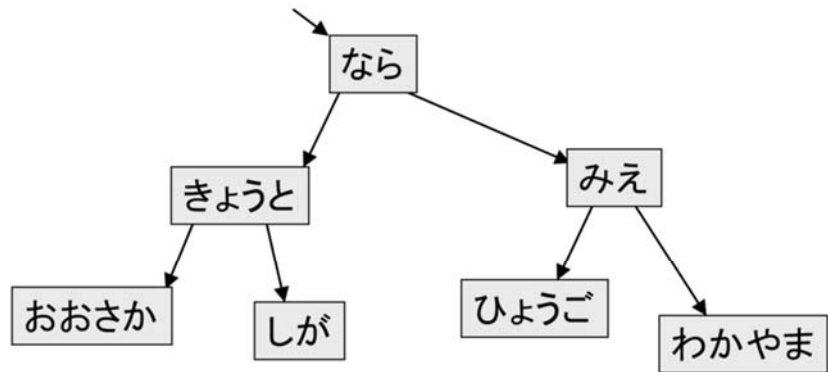 なら
きょうと
みえ
おおさか
しが
ひょうご
わかやま